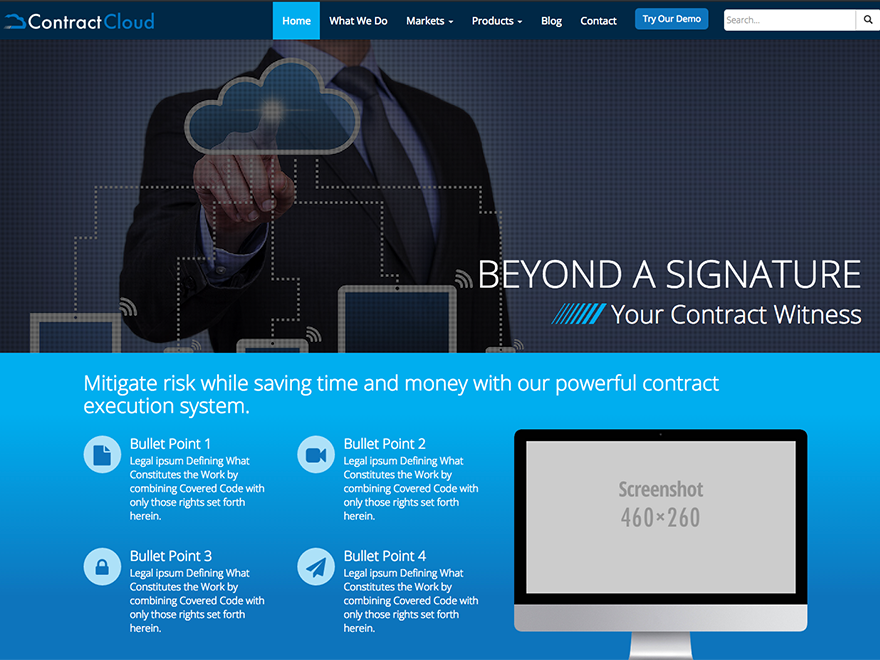 ContractCloud
Home What We Do Markets Products Blog Contact Try Our Demo Search...
BEYOND A SIGNATURE
Your Contract Witness
Mitigate risk while saving time and money with our powerful contract
execution system.
Bullet Point 1
Legal ipsum Defining What
Constitutes the Work by
combining Covered Code with
only those rights set forth
herein.
Bullet Point 2
Legal ipsum Defining What
Constitutes the Work by
combining Covered Code with
only those rights set forth
herein.
Screenshot
460×260
Bullet Point 3
Legal ipsum Defining What
Constitutes the Work by
combining Covered Code with
only those rights set forth
herein.
Bullet Point 4
Legal ipsum Defining What
Constitutes the Work by
combining Covered Code with
only those rights set forth
herein.